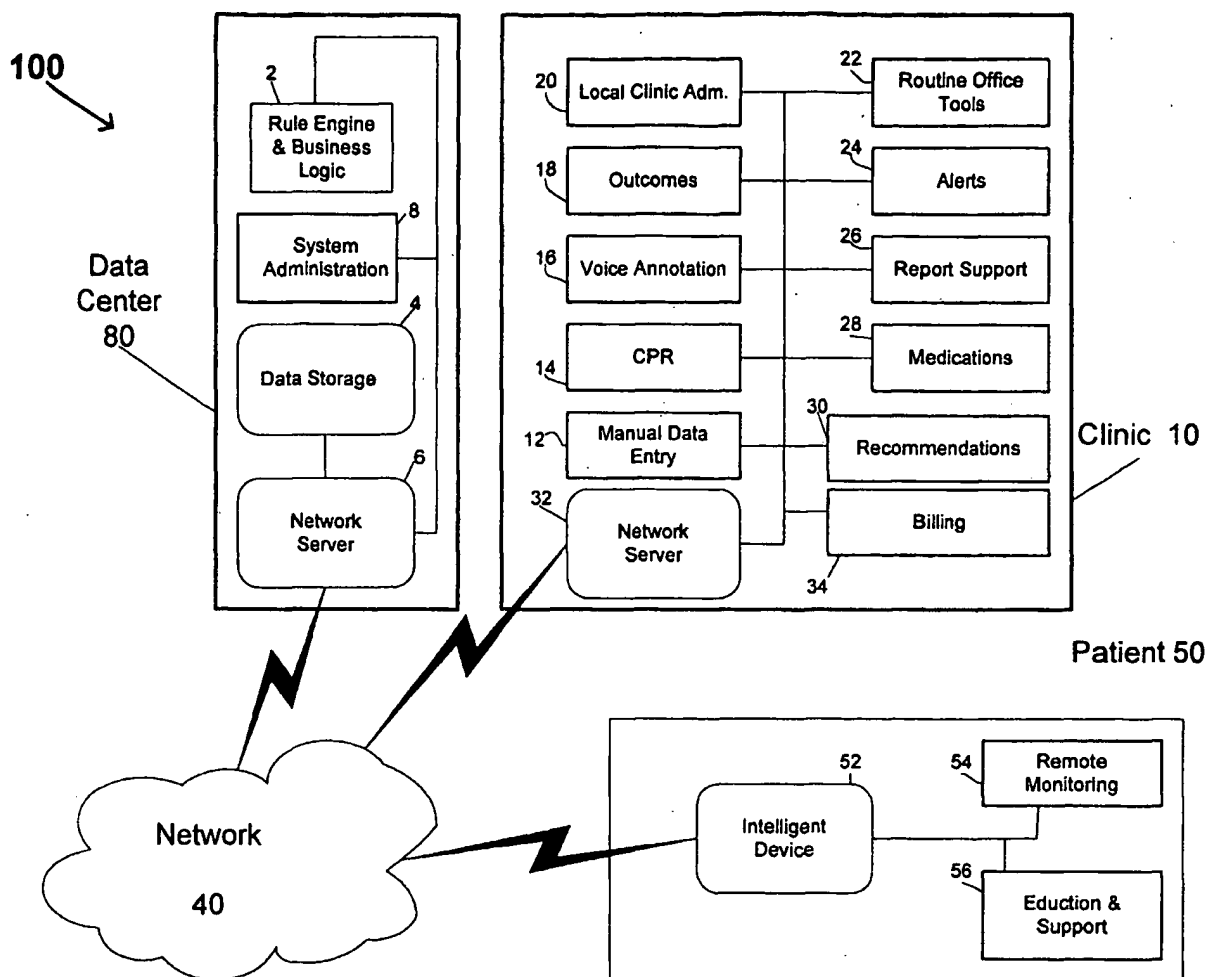 100
2
Rule Engine
& Business
Logic
8
System
Administration
4
Data Storage
6
Network
Server
Data
Center
80
20
Local Clinic Adm.
22
Routine Office
Tools
18
Outcomes
24
Alerts
16
Voice Annotation
26
Report Support
14
CPR
28
Medications
12
Manual Data
Entry
30
Recommendations
32
Network
Server
Billing
34
Clinic 10
Patient 50
Network
40
52
Intelligent
Device
54
Remote
Monitoring
56
Eduction &
Support